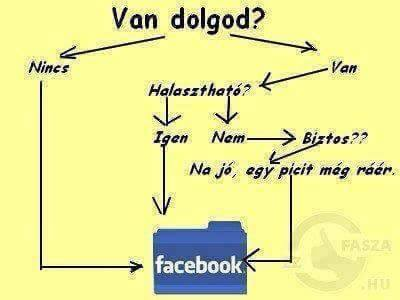 Van dolgod?
Nincs
Van
Halasztható?
Igen
Nem
Biztos??
Na jó, egy picit még ráér.
facebook
FASZA
.HU